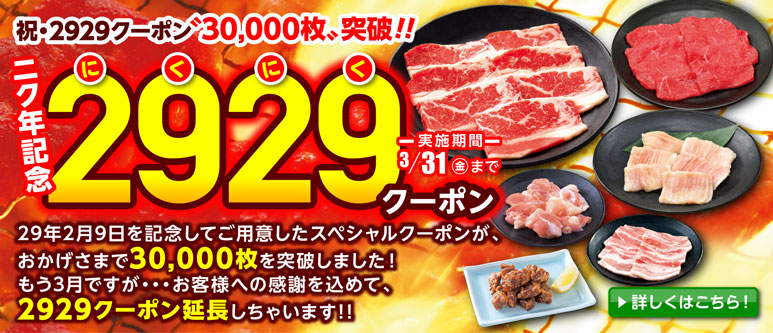 祝・2929クーポン〝30,000枚〟突破!!
ニク年記念
にくにく
2929
クーポン
実施期間
3/31金まで
29年2月9日を記念してご用意したスペシャルクーポンが、
おかげさまで30,000枚を突破しました!
もう3月ですが・・・お客様への感謝を込めて、
2929クーポン延長しちゃいます!!
詳しくはこちら!